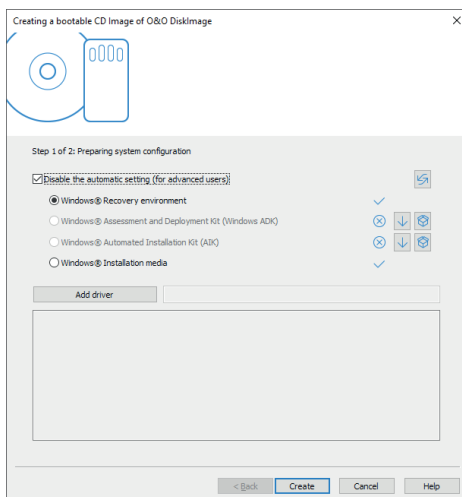 Creating a bootable CD Image of O&O DiskImage
Step 1 of 2: Preparing system configuration
Disable the automatic setting (for advanced users)
Windows® Recovery environment
Windows® Assessment and Deployment Kit (Windows ADK)
Windows® Automated Installation Kit (AIK)
Windows® Installation media
Add driver
< Back Create Cancel Help